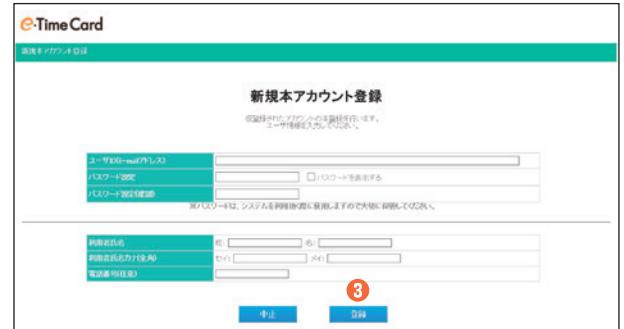 e-Time Card
新規本アカウント登録
新規本アカウント登録
仮登録されたアカウントの本登録を行います。
ユーザ情報を入力してください。
ユーザID(E-mailアドレス)
パスワード設定 パスワードを表示する
パスワード設定(確認)
※パスワードは、システムを利用する際に使用しますので大切に保管してください。
利用者氏名 姓: 名:
利用者氏名カナ(全角) セイ: メイ:
電話番号(任意)
3
中止 登録